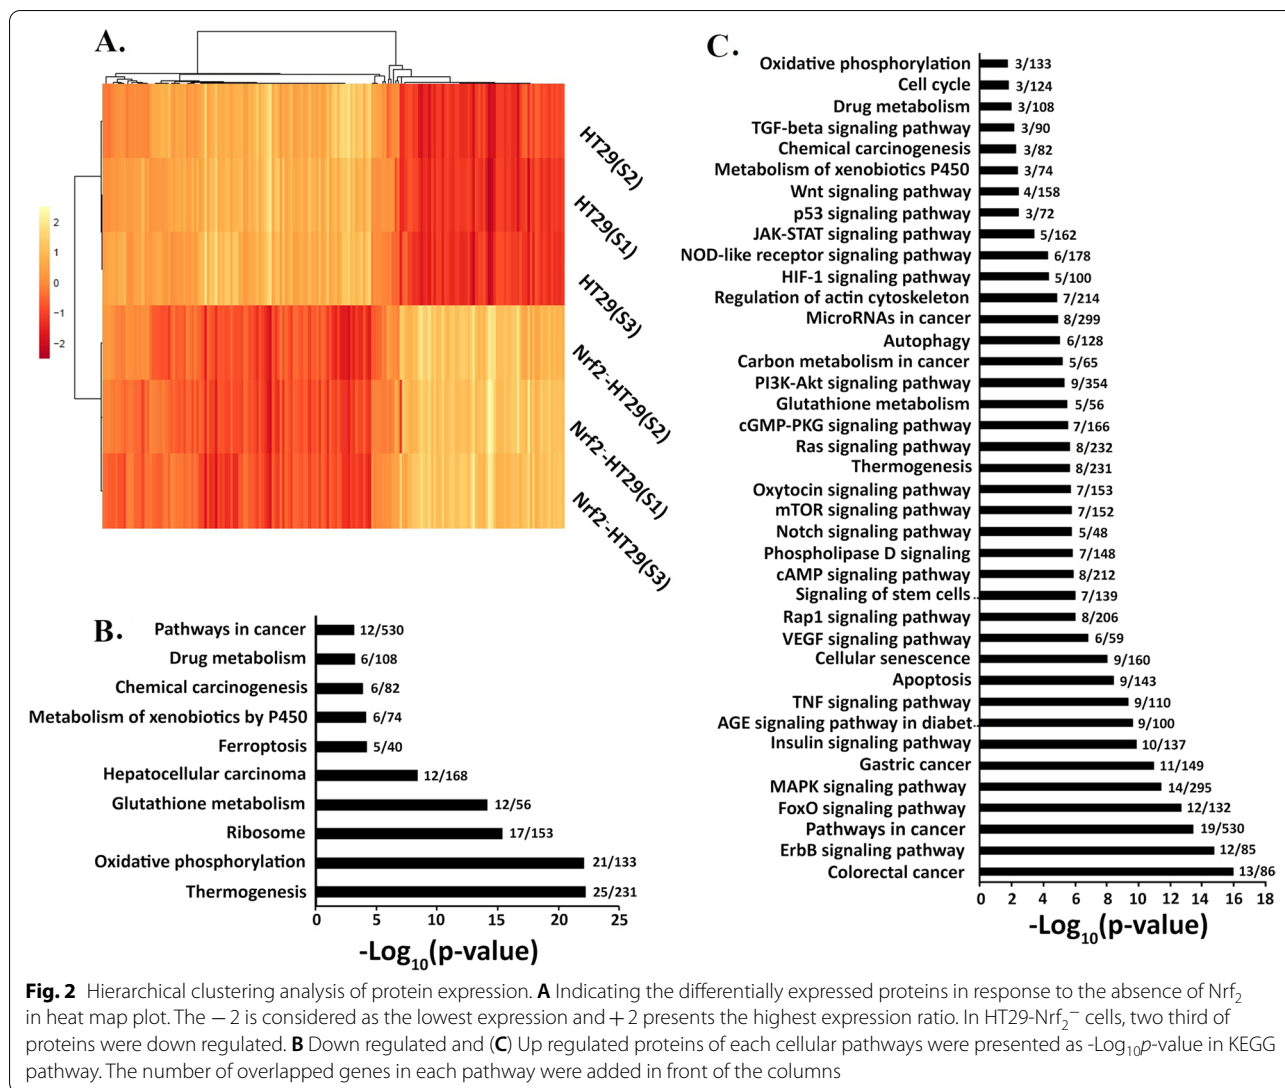 A.
HT29(S2)
HT29(S1)
HT29(S3)
Nrf2⁻-HT29(S2)
Nrf2⁻-HT29(S1)
Nrf2⁻-HT29(S3)
2
1
0
−1
−2
B.
Pathways in cancer 12/530
Drug metabolism 6/108
Chemical carcinogenesis 6/82
Metabolism of xenobiotics by P450 6/74
Ferroptosis 5/40
Hepatocellular carcinoma 12/168
Glutathione metabolism 12/56
Ribosome 17/153
Oxidative phosphorylation 21/133
Thermogenesis 25/231
0 5 10 15 20 25
-Log₁₀(p-value)
C.
Oxidative phosphorylation 3/133
Cell cycle 3/124
Drug metabolism 3/108
TGF-beta signaling pathway 3/90
Chemical carcinogenesis 3/82
Metabolism of xenobiotics P450 3/74
Wnt signaling pathway 4/158
p53 signaling pathway 3/72
JAK-STAT signaling pathway 5/162
NOD-like receptor signaling pathway 6/178
HIF-1 signaling pathway 5/100
Regulation of actin cytoskeleton 7/214
MicroRNAs in cancer 8/299
Autophagy 6/128
Carbon metabolism in cancer 5/65
PI3K-Akt signaling pathway 9/354
Glutathione metabolism 5/56
cGMP-PKG signaling pathway 7/166
Ras signaling pathway 8/232
Thermogenesis 8/231
Oxytocin signaling pathway 7/153
mTOR signaling pathway 7/152
Notch signaling pathway 5/48
Phospholipase D signaling 7/148
cAMP signaling pathway 8/212
Signaling of stem cells.. 7/139
Rap1 signaling pathway 8/206
VEGF signaling pathway 6/59
Cellular senescence 9/160
Apoptosis 9/143
TNF signaling pathway 9/110
AGE signaling pathway in diabet.. 9/100
Insulin signaling pathway 10/137
Gastric cancer 11/149
MAPK signaling pathway 14/295
FoxO signaling pathway 12/132
Pathways in cancer 19/530
ErbB signaling pathway 12/85
Colorectal cancer 13/86
0 2 4 6 8 10 12 14 16 18
-Log₁₀(p-value)
Fig. 2 Hierarchical clustering analysis of protein expression. A Indicating the differentially expressed proteins in response to the absence of Nrf₂
in heat map plot. The − 2 is considered as the lowest expression and + 2 presents the highest expression ratio. In HT29-Nrf₂⁻ cells, two third of
proteins were down regulated. B Down regulated and (C) Up regulated proteins of each cellular pathways were presented as -Log₁₀p-value in KEGG
pathway. The number of overlapped genes in each pathway were added in front of the columns